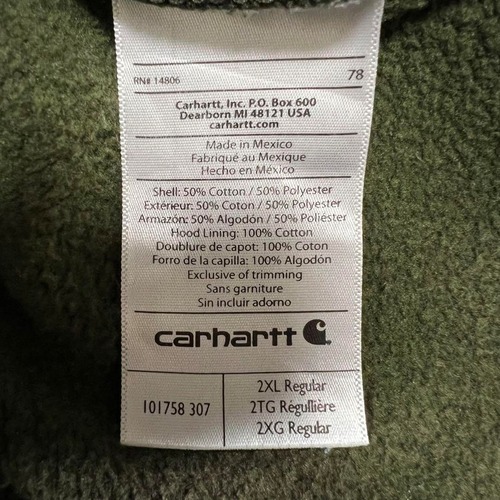 RN# 14806 78
Carhartt, Inc. P.O. Box 600
Dearborn MI 48121 USA
carhartt.com
Made in Mexico
Fabriqué au Mexique
Hecho en México
Shell: 50% Cotton / 50% Polyester
Extérieur: 50% Coton / 50% Polyester
Armazón: 50% Algodón / 50% Poliéster
Hood Lining: 100% Cotton
Doublure de capot: 100% Coton
Forro de la capilla: 100% Algodón
Exclusive of trimming
Sans garniture
Sin incluir adorno
carhartt
101758 307
2XL Regular
2TG Régullière
2XG Regular